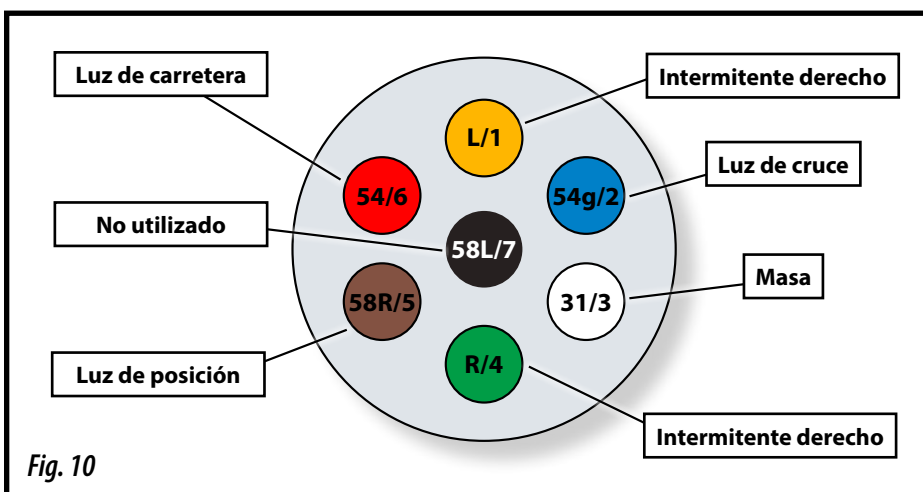 Luz de carretera
Intermitente derecho
L/1
54/6
54g/2
Luz de cruce
No utilizado
58L/7
58R/5
31/3
Masa
Luz de posición
R/4
Intermitente derecho
Fig. 10